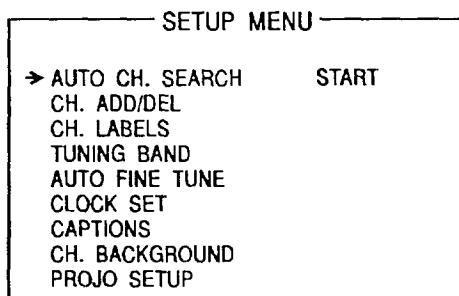 SETUP MENU
→ AUTO CH. SEARCH START
CH. ADD/DEL
CH. LABELS
TUNING BAND
AUTO FINE TUNE
CLOCK SET
CAPTIONS
CH. BACKGROUND
PROJO SETUP